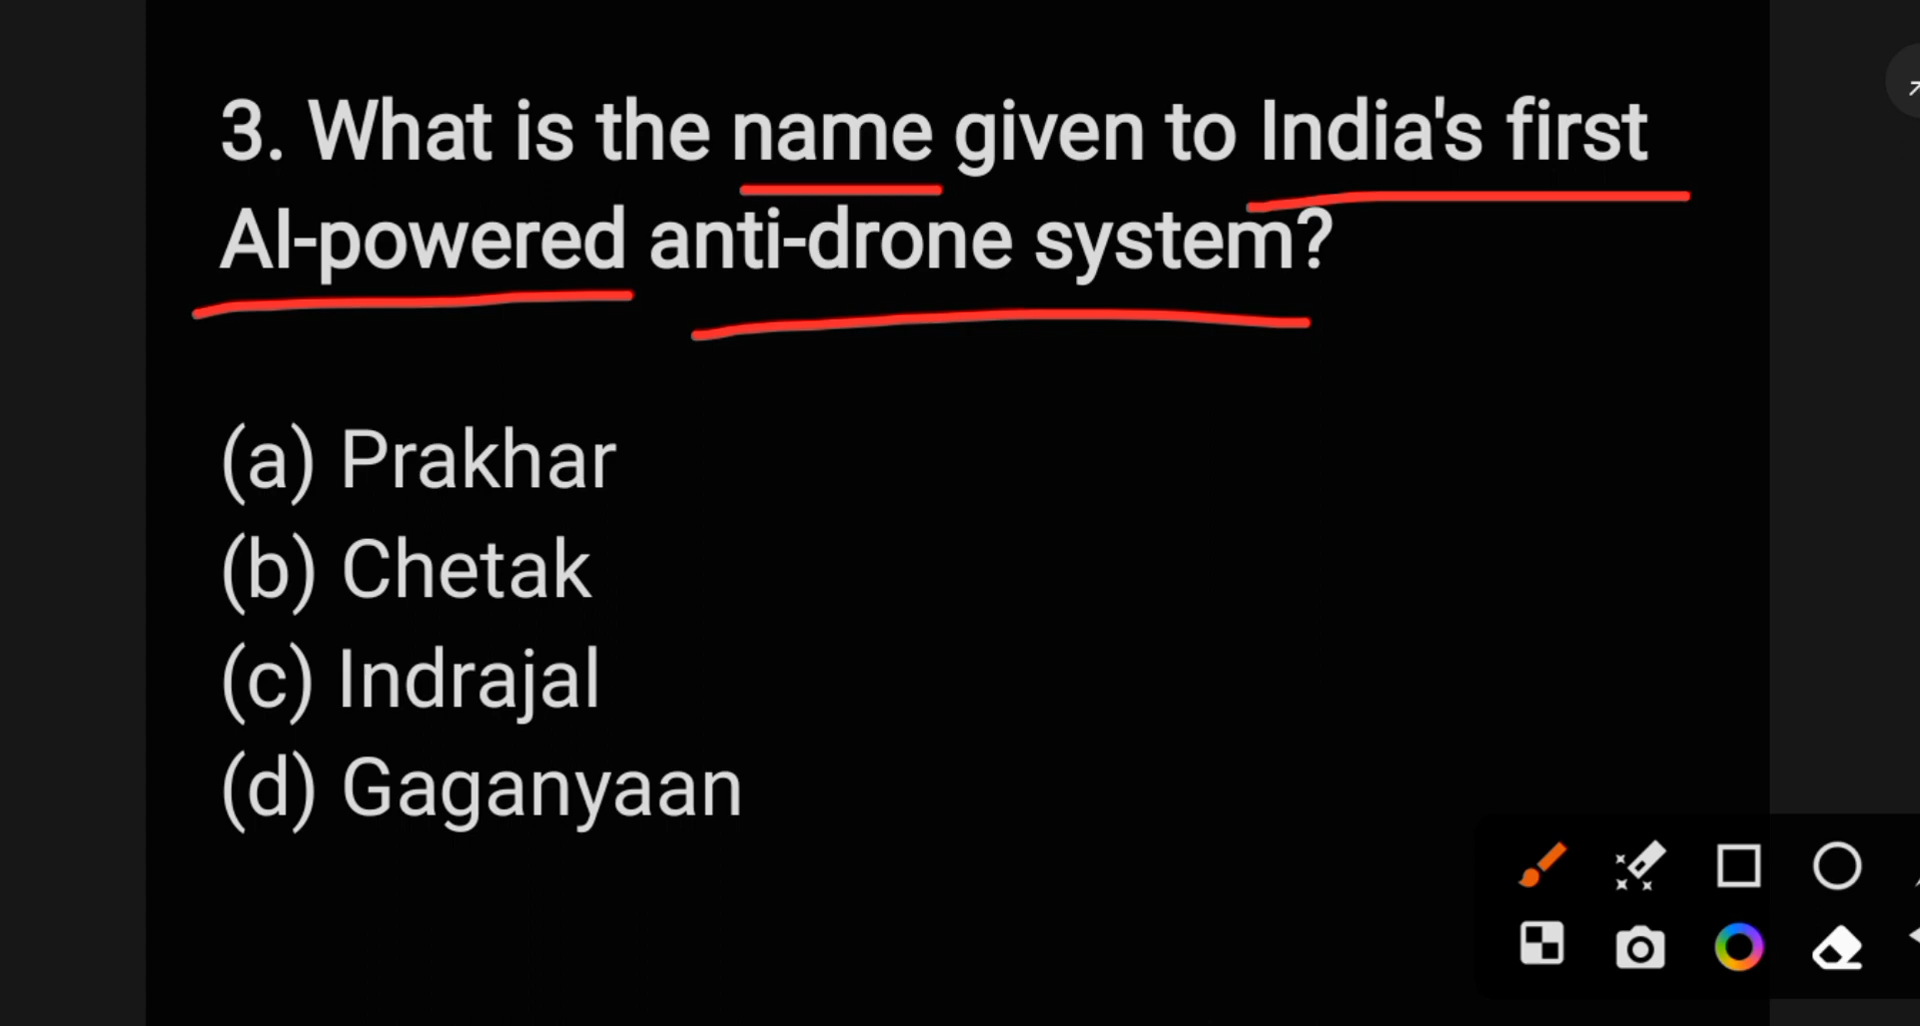 3. What is the name given to India's first
AI-powered anti-drone system?
(a) Prakhar
(b) Chetak
(c) Indrajal
(d) Gaganyaan